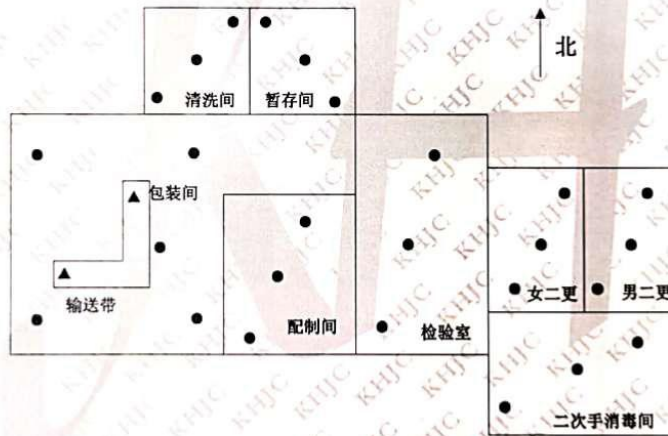 北
清洗间
暂存间
包装间
输送带
配制间
检验室
女二更
男二更
二次手消毒间
KHJC